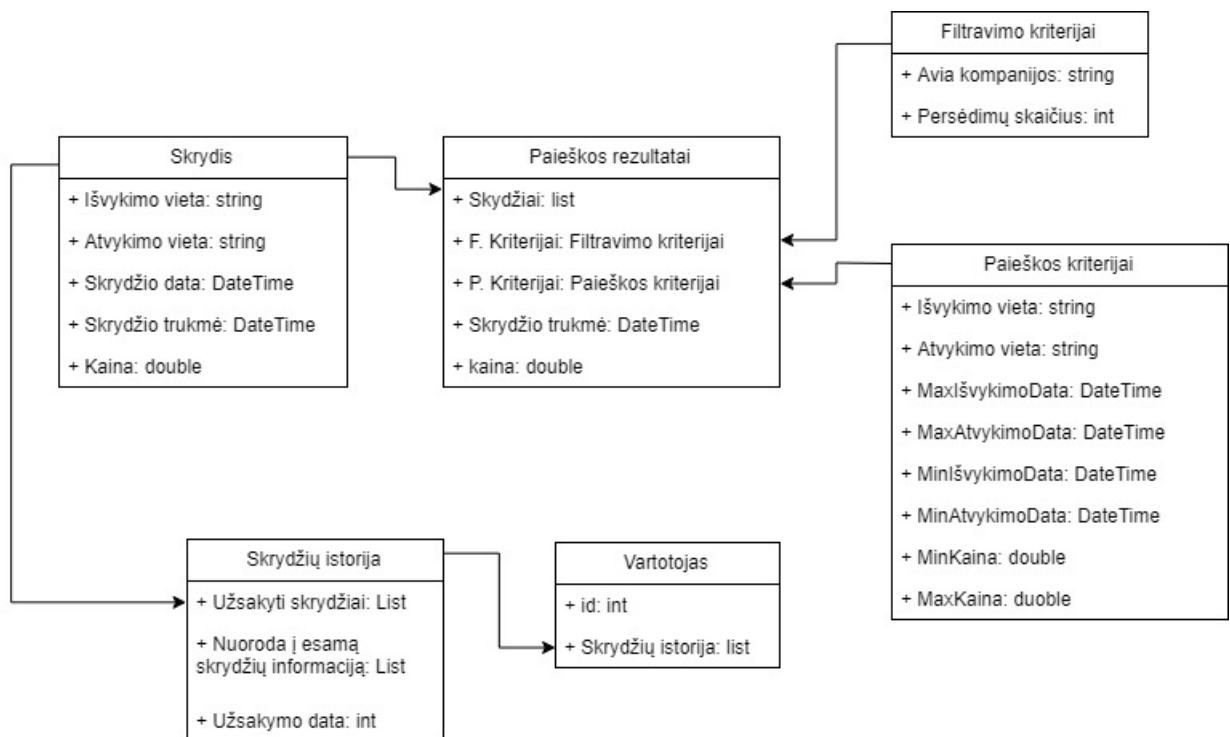 Filtravimo kriterijai
+ Avia kompanijos: string
+ Persėdimų skaičius: int
Skrydis
+ Išvykimo vieta: string
+ Atvykimo vieta: string
+ Skrydžio data: DateTime
+ Skrydžio trukmė: DateTime
+ Kaina: double
Paieškos rezultatai
+ Skydžiai: list
+ F. Kriterijai: Filtravimo kriterijai
+ P. Kriterijai: Paieškos kriterijai
+ Skrydžio trukmė: DateTime
+ kaina: double
Paieškos kriterijai
+ Išvykimo vieta: string
+ Atvykimo vieta: string
+ MaxIšvykimoData: DateTime
+ MaxAtvykimoData: DateTime
+ MinIšvykimoData: DateTime
+ MinAtvykimoData: DateTime
+ MinKaina: double
+ MaxKaina: duoble
Skrydžių istorija
+ Užsakyti skrydžiai: List
+ Nuoroda į esamą
skrydžių informaciją: List
+ Užsakymo data: int
Vartotojas
+ id: int
+ Skrydžių istorija: list